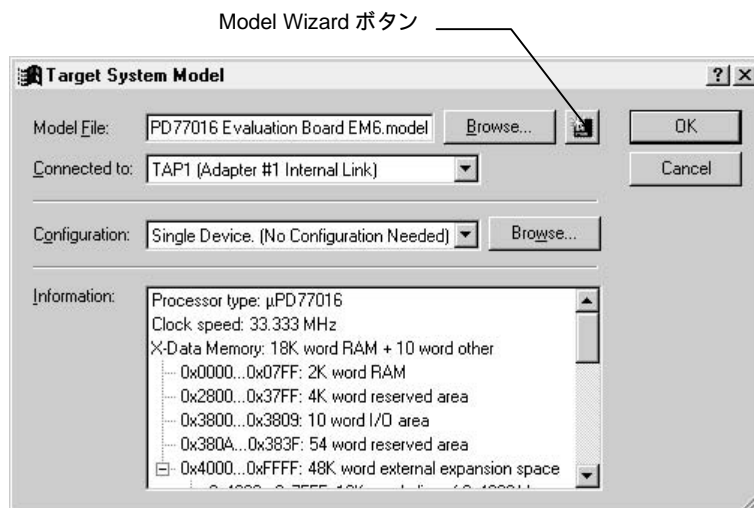 Model Wizard ボタン
Target System Model
Model File: PD77016 Evaluation Board EM6.model Browse... OK
Connected to: TAP1 (Adapter #1 Internal Link) Cancel
Configuration: Single Device. (No Configuration Needed) Browse...
Information: Processor type: µPD77016
Clock speed: 33.333 MHz
X-Data Memory: 18K word RAM + 10 word other
0x0000...0x07FF: 2K word RAM
0x2800...0x37FF: 4K word reserved area
0x3800...0x3809: 10 word I/O area
0x380A...0x383F: 54 word reserved area
0x4000...0xFFFF: 48K word external expansion space